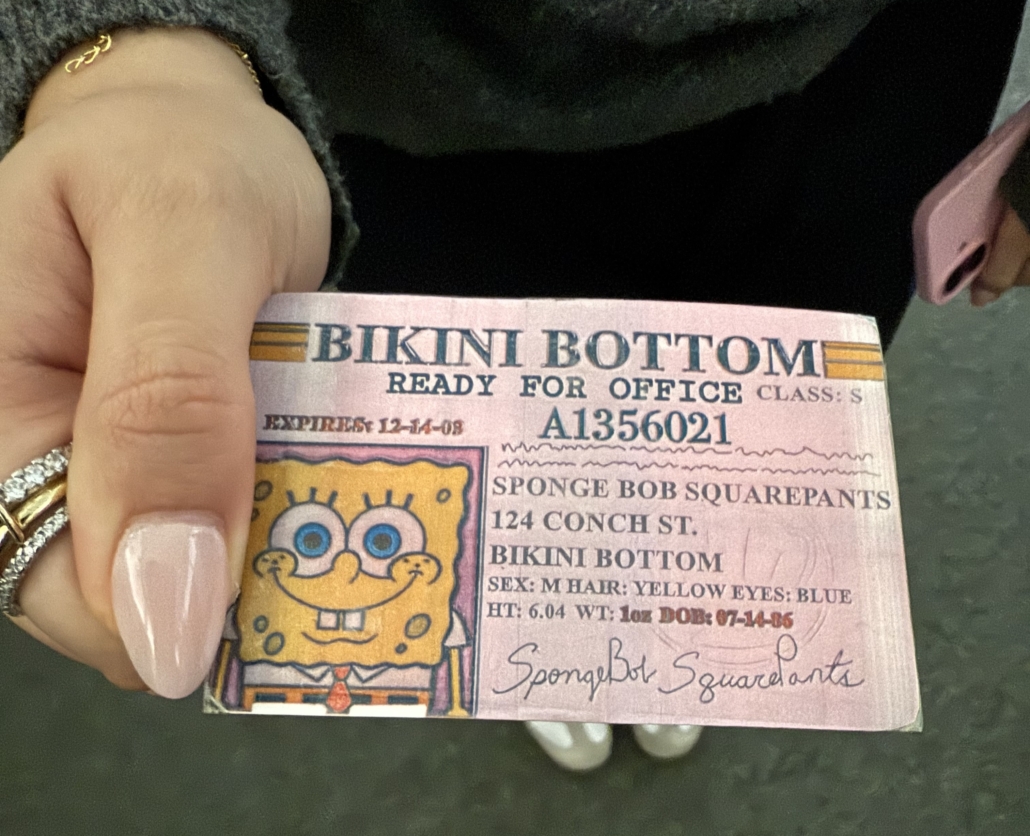 BIKINI BOTTOM
READY FOR OFFICE CLASS: S
EXPIRES: 12-14-08 A1356021
SPONGE BOB SQUAREPANTS
124 CONCH ST.
BIKINI BOTTOM
SEX: M HAIR: YELLOW EYES: BLUE
HT: 6.04 WT: 1oz DOB: 07-14-86
SpongeBob SquarePants